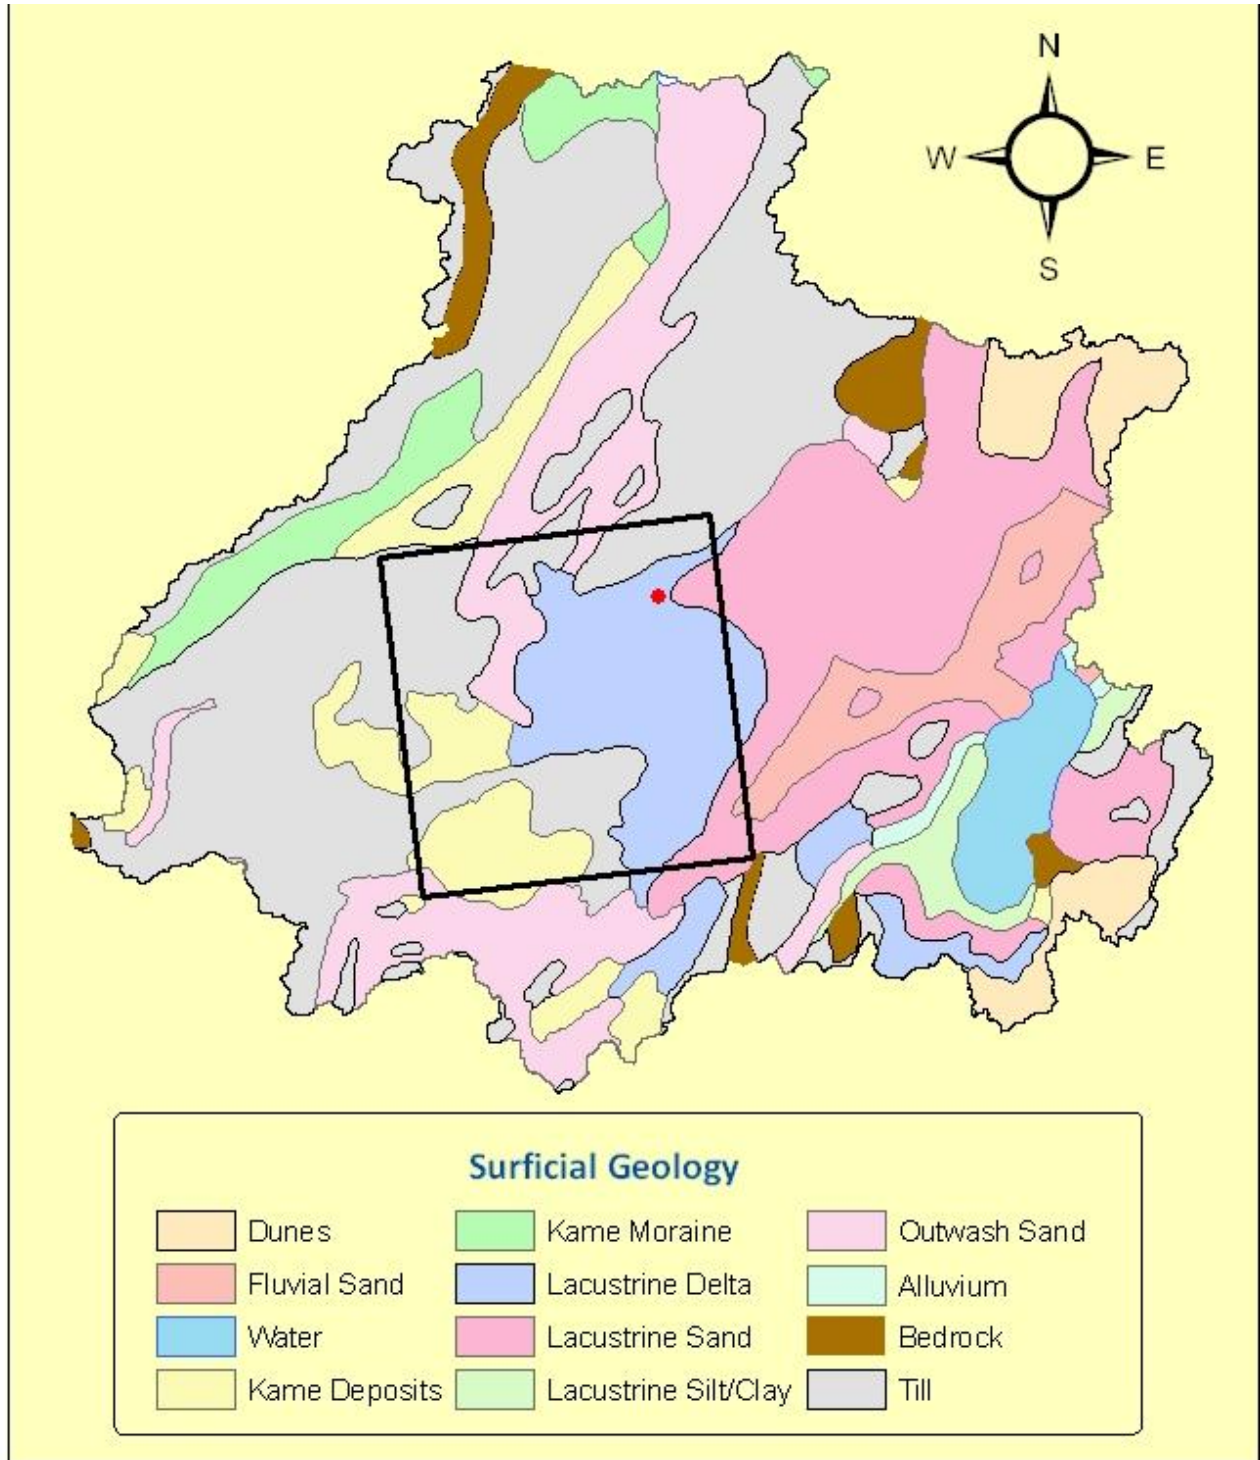 N
W E
S
Surficial Geology
Dunes Kame Moraine Outwash Sand
Fluvial Sand Lacustrine Delta Alluvium
Water Lacustrine Sand Bedrock
Kame Deposits Lacustrine Silt/Clay Till